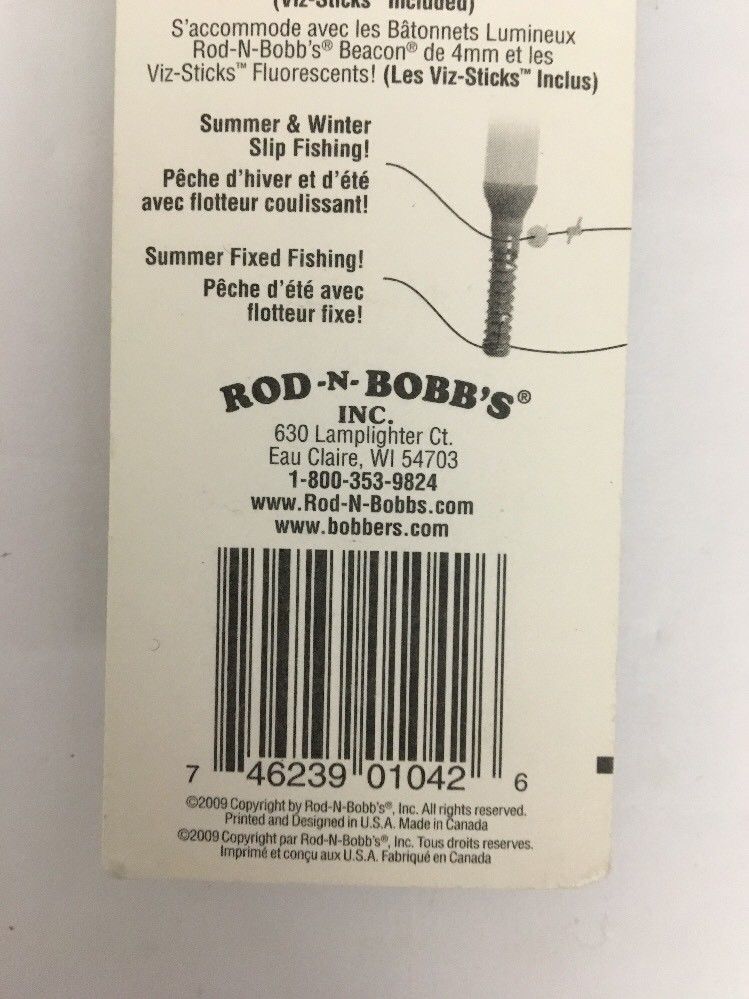 (Viz-Sticks™ Included)
S'accommode avec les Bâtonnets Lumineux
Rod-N-Bobb's® Beacon® de 4mm et les
Viz-Sticks™ Fluorescents! (Les Viz-Sticks™ Inclus)
Summer & Winter
Slip Fishing!
Pêche d'hiver et d'été
avec flotteur coulissant!
Summer Fixed Fishing!
Pêche d'été avec
flotteur fixe!
ROD-N-BOBB'S®
INC.
630 Lamplighter Ct.
Eau Claire, WI 54703
1-800-353-9824
www.Rod-N-Bobbs.com
www.bobbers.com
7 46239 01042 6
©2009 Copyright by Rod-N-Bobb's®, Inc. All rights reserved.
Printed and Designed in U.S.A. Made in Canada
©2009 Copyright par Rod-N-Bobb's®, Inc. Tous droits reserves.
Imprimé et conçu aux U.S.A. Fabriqué en Canada